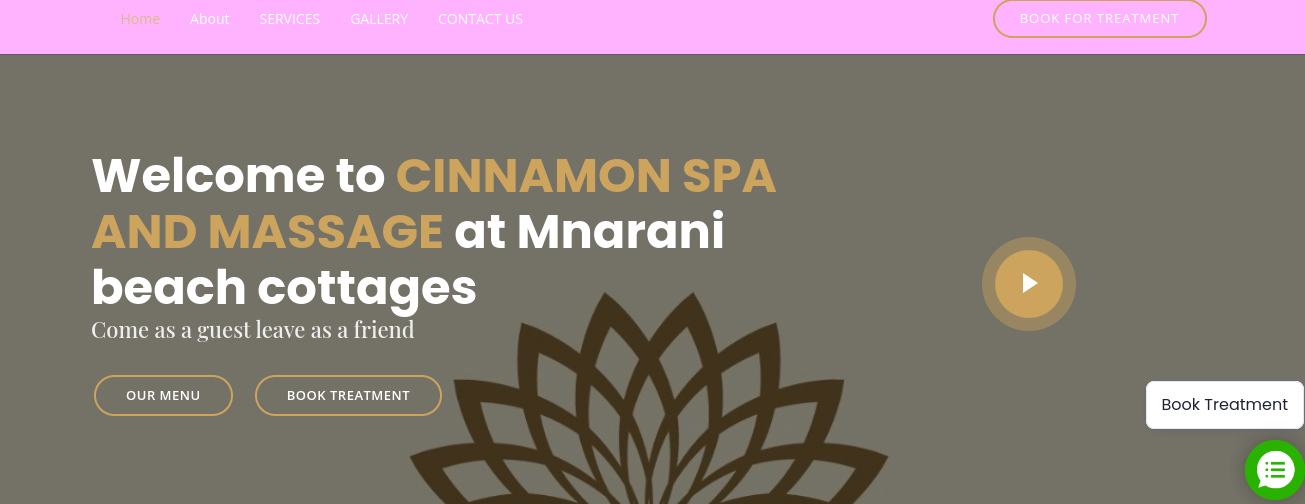 Home About SERVICES GALLERY CONTACT US BOOK FOR TREATMENT
Welcome to CINNAMON SPA
AND MASSAGE at Mnarani
beach cottages
Come as a guest leave as a friend
OUR MENU BOOK TREATMENT
Book Treatment